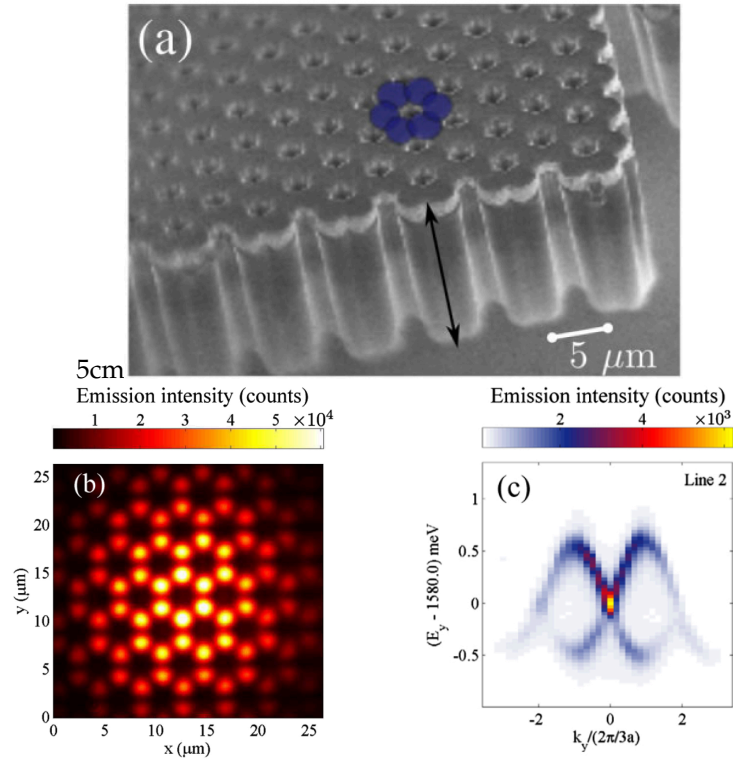 (a)
5 μm
5cm
Emission intensity (counts)
1 2 3 4 5 ×10⁴
(b)
25
20
15
10
5
0
y (μm)
0 5 10 15 20 25
x (μm)
Emission intensity (counts)
2 4 6 ×10³
(c)
Line 2
1
0.5
0
-0.5
(E_y - 1580.0) meV
-2 0 2
k_y/(2π/3a)